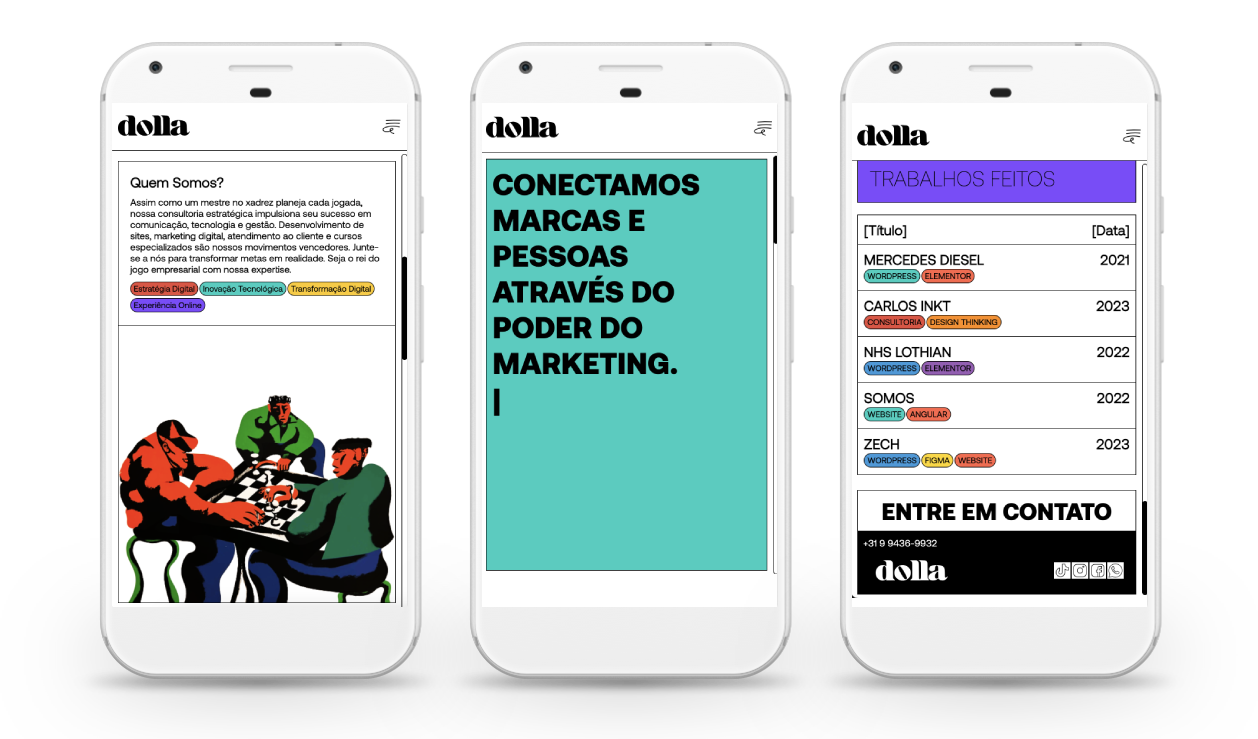 dolla
Quem Somos?
Assim como um mestre no xadrez planeja cada jogada,
nossa consultoria estratégica impulsiona seu sucesso em
comunicação, tecnologia e gestão. Desenvolvimento de
sites, marketing digital, atendimento ao cliente e cursos
especializados são nossos movimentos vencedores. Junte-
se a nós para transformar metas em realidade. Seja o rei do
jogo empresarial com nossa expertise.
Estratégia Digital Inovação Tecnológica Transformação Digital
Experiência Online
dolla
CONECTAMOS
MARCAS E
PESSOAS
ATRAVÉS DO
PODER DO
MARKETING.
|
dolla
TRABALHOS FEITOS
[Título] [Data]
MERCEDES DIESEL 2021
WORDPRESS ELEMENTOR
CARLOS INKT 2023
CONSULTORIA DESIGN THINKING
NHS LOTHIAN 2022
WORDPRESS ELEMENTOR
SOMOS 2022
WEBSITE ANGULAR
ZECH 2023
WORDPRESS FIGMA WEBSITE
ENTRE EM CONTATO
+31 9 9436-9932
dolla